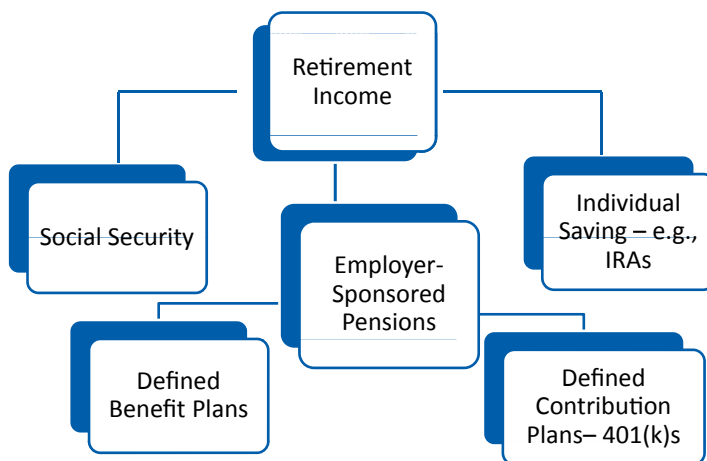 Retirement
Income
Social Security
Employer-
Sponsored
Pensions
Individual
Saving – e.g.,
IRAs
Defined
Benefit Plans
Defined
Contribution
Plans– 401(k)s